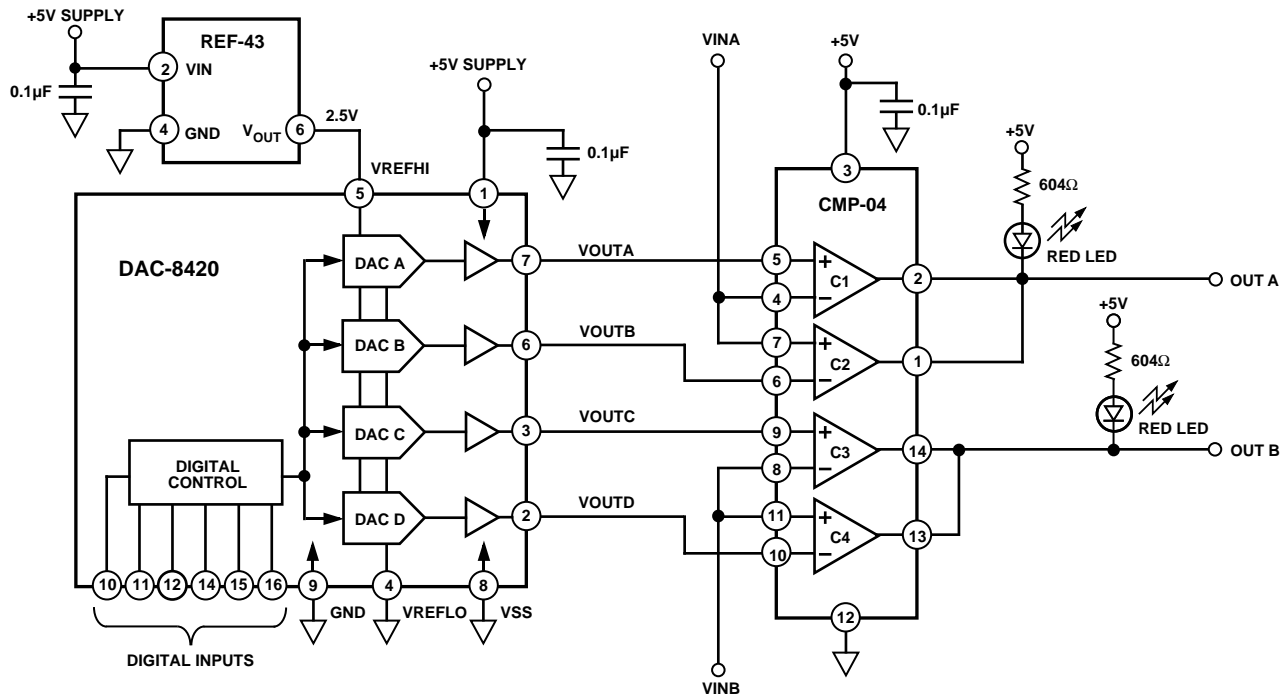 +5V SUPPLY
REF-43
2 VIN
0.1µF
4 GND
VOUT 6
2.5V
VREFHI
+5V SUPPLY
0.1µF
5
1
DAC-8420
DAC A
7
VOUTA
DAC B
6
VOUTB
DAC C
3
VOUTC
DAC D
2
VOUTD
DIGITAL
CONTROL
10 11 12 14 15 16 9 4 8
GND VREFLO VSS
DIGITAL INPUTS
VINA
+5V
0.1µF
3
CMP-04
5 + C1 2
4 −
7 + C2 1
6 −
9 + C3 14
8 −
11 + C4 13
10 −
12
VINB
+5V
604Ω
RED LED
OUT A
+5V
604Ω
RED LED
OUT B